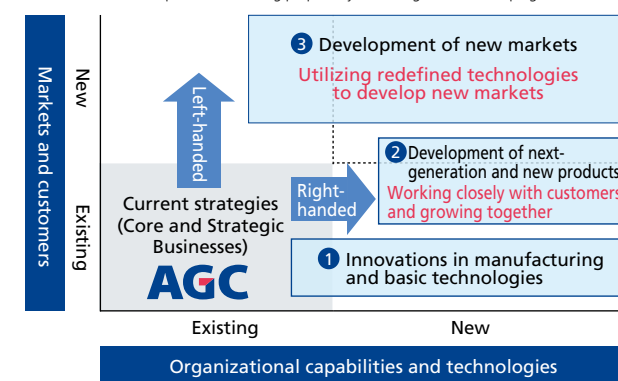 3 Development of new markets
Utilizing redefined technologies
to develop new markets
Markets and customers
New
Existing
Left-handed
2 Development of next-
generation and new products
Working closely with customers
and growing together
Right-
handed
Current strategies
(Core and Strategic
Businesses)
AGC
1 Innovations in manufacturing
and basic technologies
Existing
New
Organizational capabilities and technologies